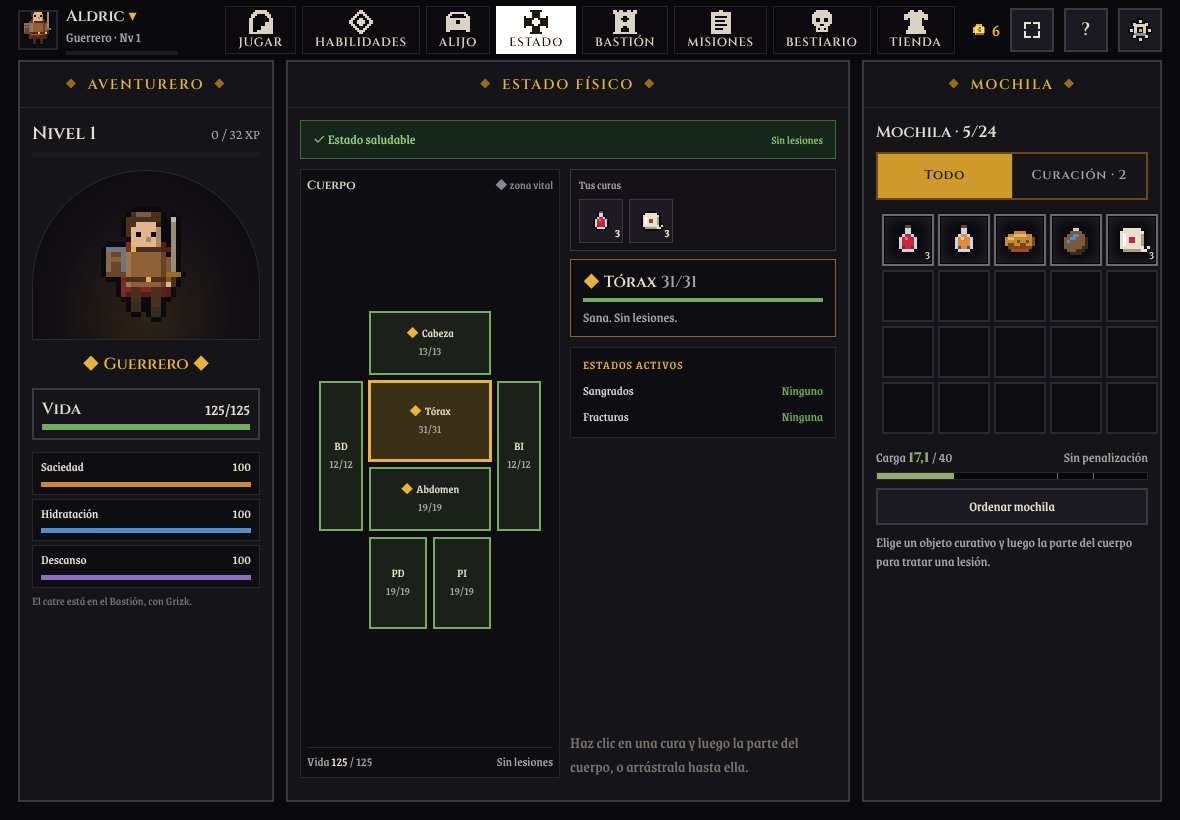 ALDRIC ▾
Guerrero · Nv 1
JUGAR
HABILIDADES
ALIJO
ESTADO
BASTIÓN
MISIONES
BESTIARIO
TIENDA
6
?
◆ AVENTURERO ◆
NIVEL 1
0 / 32 XP
◆ GUERRERO ◆
VIDA
125/125
Saciedad
100
Hidratación
100
Descanso
100
El catre está en el Bastión, con Grizk.
◆ ESTADO FÍSICO ◆
✓ Estado saludable
Sin lesiones
CUERPO
◆ zona vital
◆ Cabeza
13/13
◆ Tórax
31/31
BD
12/12
BI
12/12
◆ Abdomen
19/19
PD
19/19
PI
19/19
Vida 125 / 125
Sin lesiones
Tus curas
3
3
◆ TÓRAX 31/31
Sana. Sin lesiones.
ESTADOS ACTIVOS
Sangrados
Ninguno
Fracturas
Ninguna
Haz clic en una cura y luego la parte del
cuerpo, o arrástrala hasta ella.
◆ MOCHILA ◆
MOCHILA · 5/24
TODO
CURACIÓN · 2
3
3
Carga 17,1 / 40
Sin penalización
Ordenar mochila
Elige un objeto curativo y luego la parte del cuerpo
para tratar una lesión.